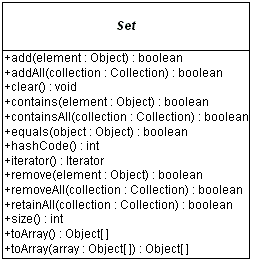 Set
+add(element : Object) : boolean
+addAll(collection : Collection) : boolean
+clear() : void
+contains(element : Object) : boolean
+containsAll(collection : Collection) : boolean
+equals(object : Object) : boolean
+hashCode() : int
+iterator() : Iterator
+remove(element : Object) : boolean
+removeAll(collection : Collection) : boolean
+retainAll(collection : Collection) : boolean
+size() : int
+toArray() : Object[]
+toArray(array : Object[]) : Object[]